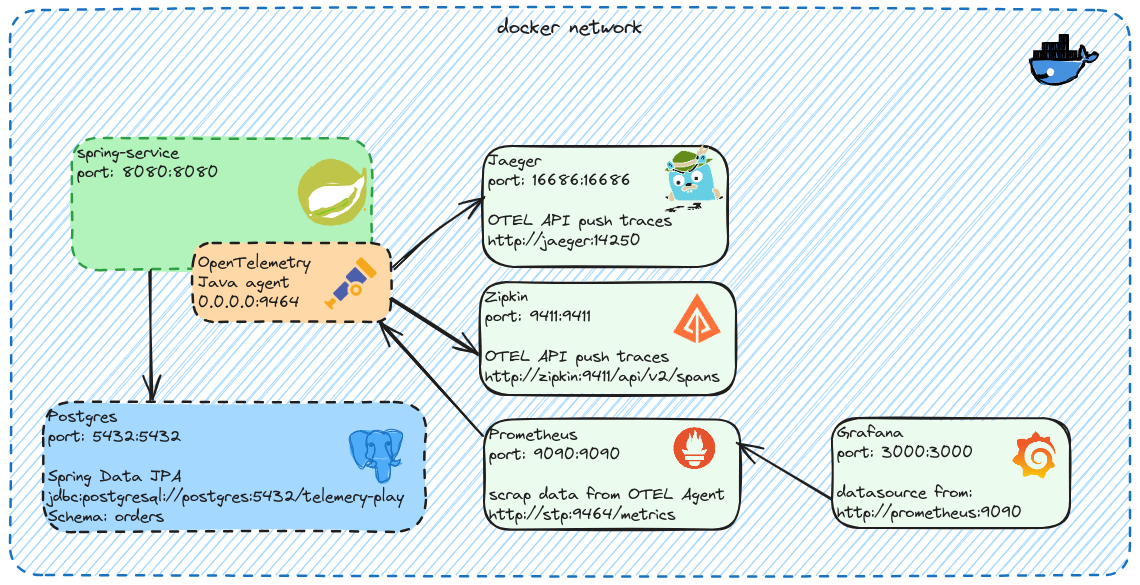 docker network
spring-service
port: 8080:8080
OpenTelemetry
Java agent
0.0.0.0:9464
Jaeger
port: 16686:16686
OTEL API push traces
http://jaeger:14250
Zipkin
port: 9411:9411
OTEL API push traces
http://zipkin:9411/api/v2/spans
Postgres
port: 5432:5432
Spring Data JPA
jdbc:postgresql://postgres:5432/telemery-play
Schema: orders
Prometheus
port: 9090:9090
scrap data from OTEL Agent
http://stp:9464/metrics
Grafana
port: 3000:3000
datasource from:
http://prometheus:9090